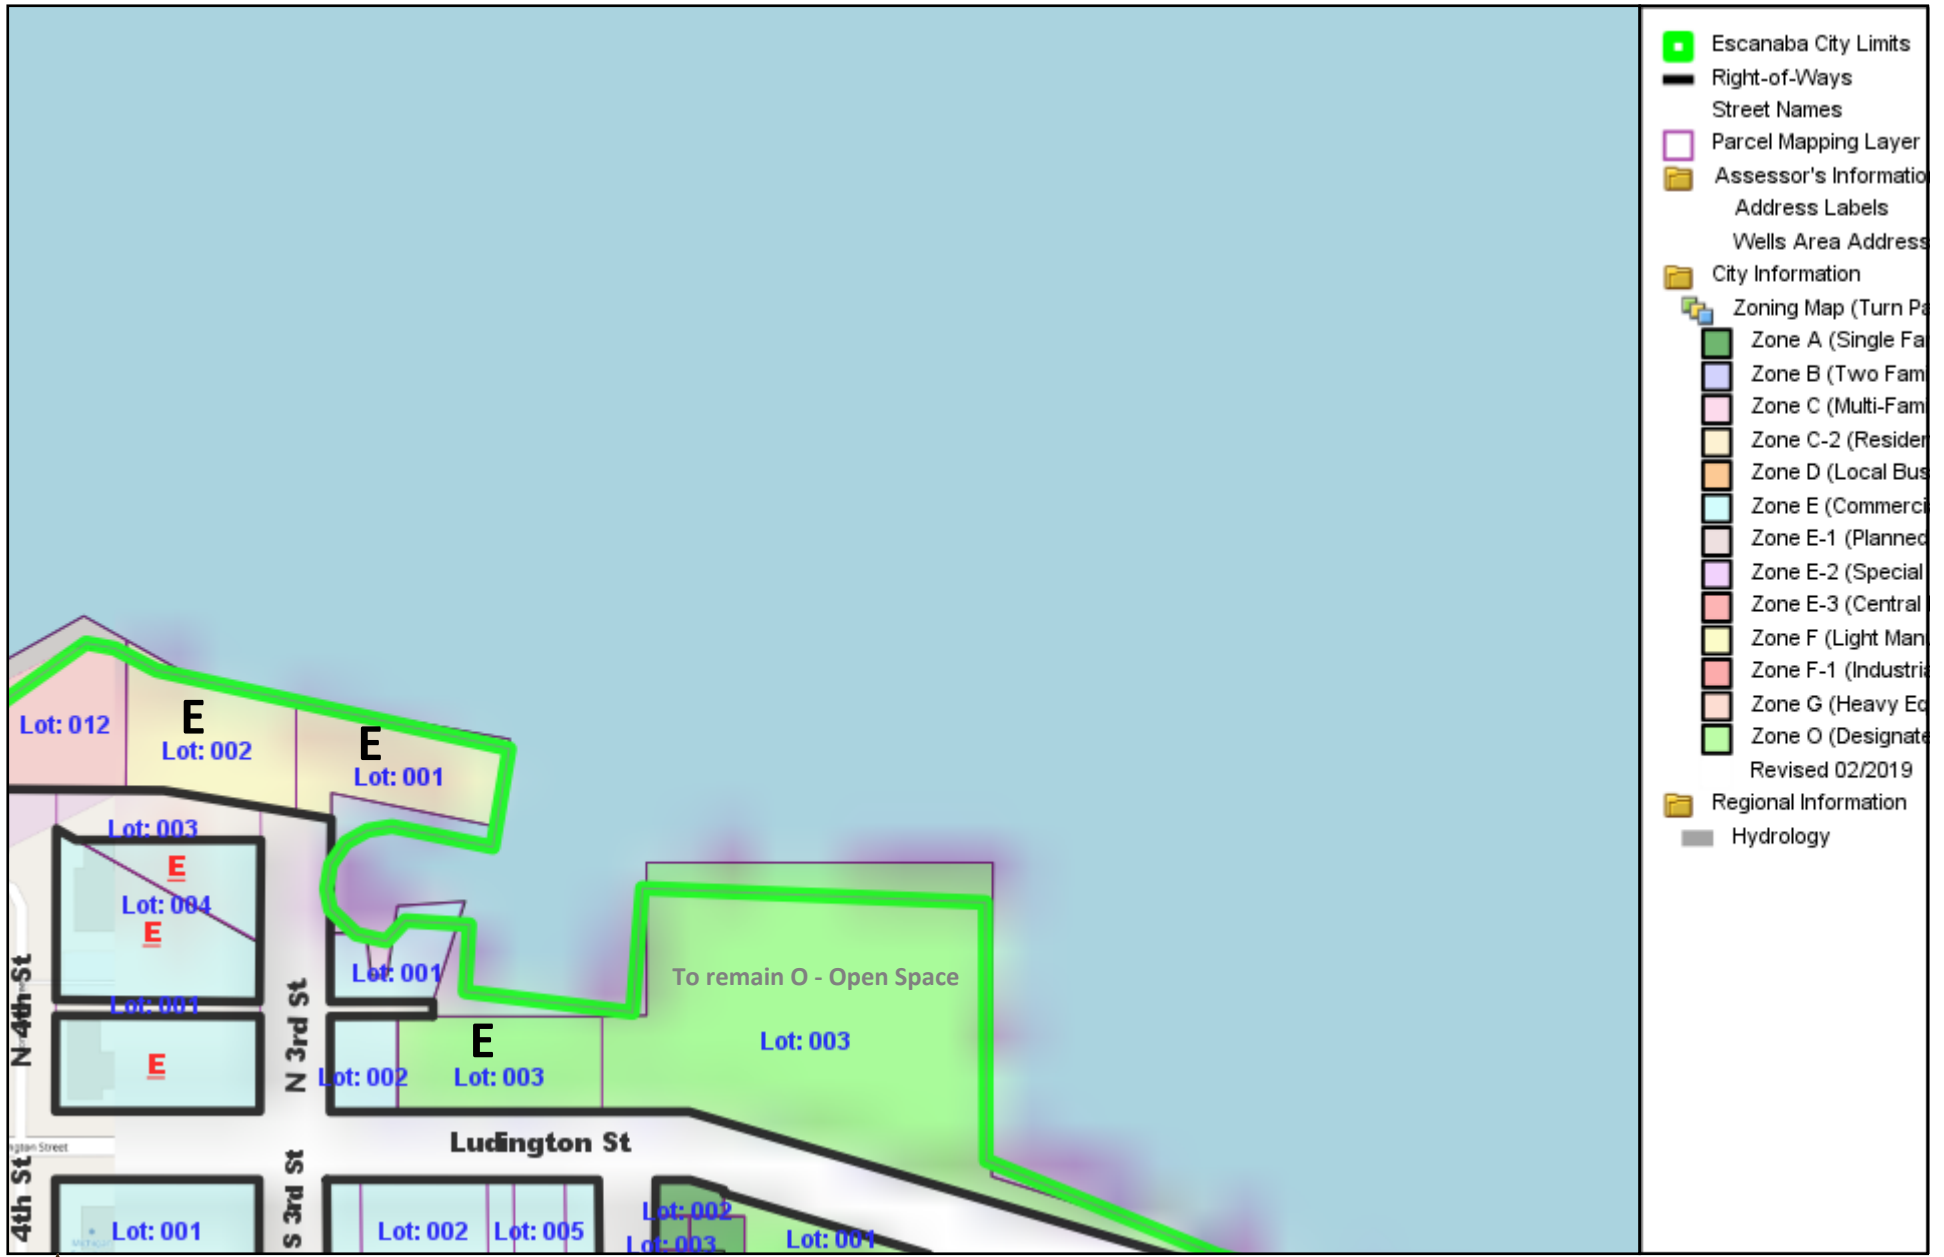 Escanaba City Limits
Right-of-Ways
Street Names
Parcel Mapping Layer
Assessor's Informatio
Address Labels
Wells Area Address
City Information
Zoning Map (Turn Pa
Zone A (Single Fa
Zone B (Two Fam
Zone C (Multi-Fam
Zone C-2 (Resider
Zone D (Local Bus
Zone E (Commerci
Zone E-1 (Planned
Zone E-2 (Special
Zone E-3 (Central
Zone F (Light Man
Zone F-1 (Industria
Zone G (Heavy Eq
Zone O (Designate
Revised 02/2019
Regional Information
Hydrology
E
Lot: 012
Lot: 002
E
Lot: 001
Lot: 003
E
Lot: 004
E
Lot: 001
Lot: 001
To remain O - Open Space
N 4th St
N 3rd St
E
Lot: 003
E
Lot: 002
Lot: 003
Ludington St
ngton Street
4th St
S 3rd St
Lot: 001
Lot: 002
Lot: 005
Lot: 002
Lot: 003
Lot: 001